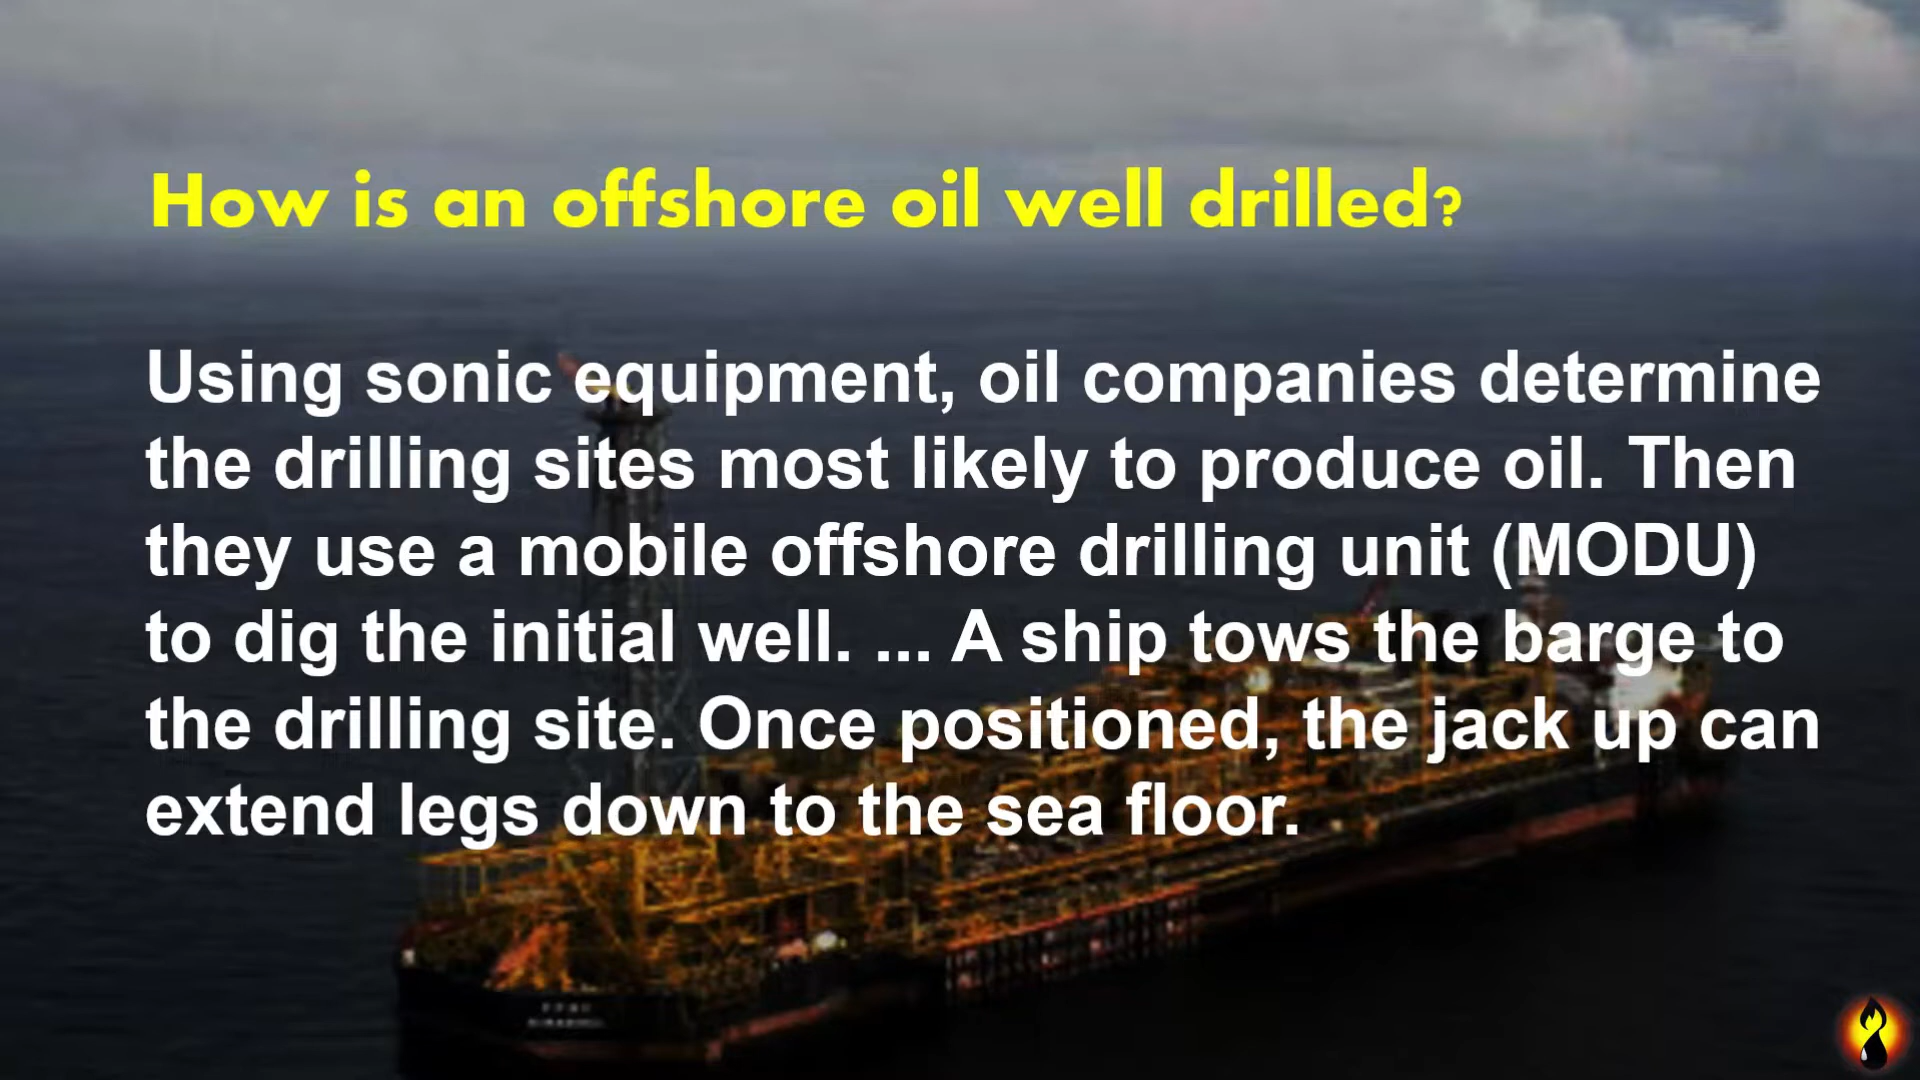 How is an offshore oil well drilled?
Using sonic equipment, oil companies determine
the drilling sites most likely to produce oil. Then
they use a mobile offshore drilling unit (MODU)
to dig the initial well. ... A ship tows the barge to
the drilling site. Once positioned, the jack up can
extend legs down to the sea floor.